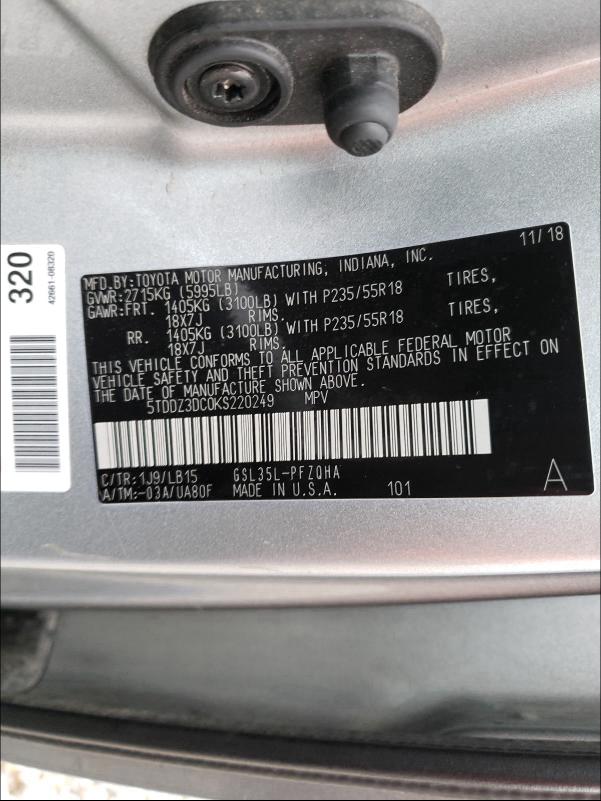 320
42661-08320
11/18
MFD.BY:TOYOTA MOTOR MANUFACTURING, INDIANA, INC.
GVWR:2715KG (5995LB)
GAWR:FRT. 1405KG (3100LB) WITH P235/55R18 TIRES,
18X7J RIMS.
RR. 1405KG (3100LB) WITH P235/55R18 TIRES,
18X7J RIMS.
THIS VEHICLE CONFORMS TO ALL APPLICABLE FEDERAL MOTOR
VEHICLE SAFETY AND THEFT PREVENTION STANDARDS IN EFFECT ON
THE DATE OF MANUFACTURE SHOWN ABOVE.
5TDDZ3DC0KS220249 MPV
C/TR:1J9/LB15 GSL35L-PFZQHA
A/TM:-03A/UA80F MADE IN U.S.A. 101
A